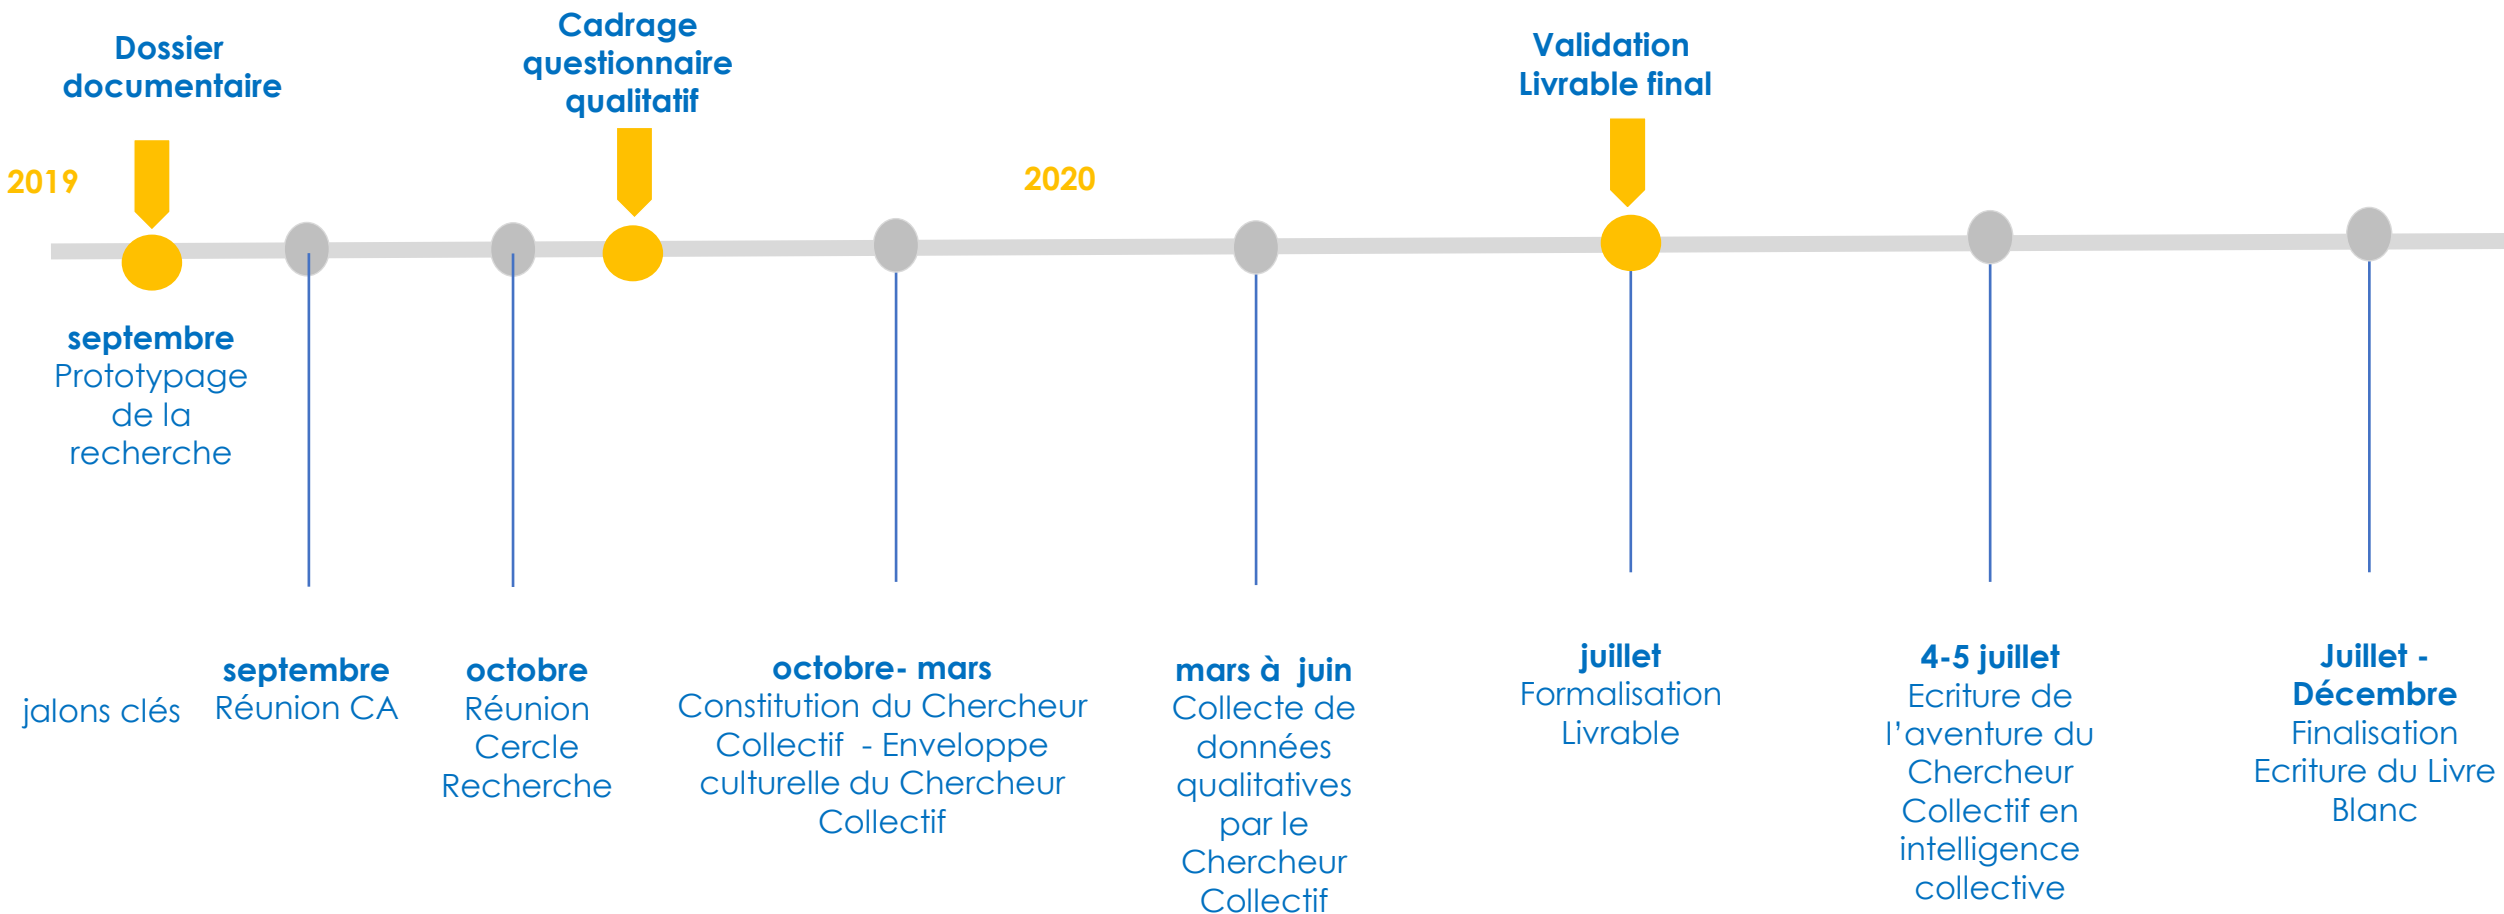 Dossier
documentaire
Cadrage
questionnaire
qualitatif
Validation
Livrable final
2019
2020
septembre
Prototypage
de la
recherche
jalons clés
septembre
Réunion CA
octobre
Réunion
Cercle
Recherche
octobre- mars
Constitution du Chercheur
Collectif - Enveloppe
culturelle du Chercheur
Collectif
mars à juin
Collecte de
données
qualitatives
par le
Chercheur
Collectif
juillet
Formalisation
Livrable
4-5 juillet
Ecriture de
l’aventure du
Chercheur
Collectif en
intelligence
collective
Juillet -
Décembre
Finalisation
Ecriture du Livre
Blanc